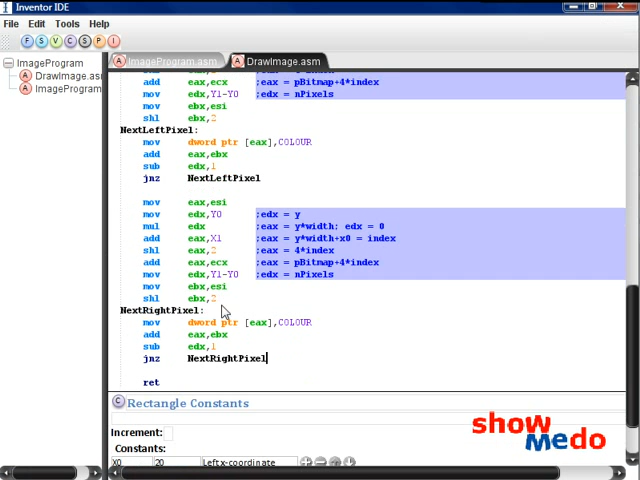 Inventor IDE
File Edit Tools Help
F S V C S P I
ImageProgram
A DrawImage.asm
A ImageProgram
A ImageProgram.asm
A DrawImage.asm
add eax,ecx ;eax = pBitmap+4*index
mov edx,Y1-Y0 ;edx = nPixels
mov ebx,esi
shl ebx,2
NextLeftPixel:
mov dword ptr [eax],COLOUR
add eax,ebx
sub edx,1
jnz NextLeftPixel
mov eax,esi
mov edx,Y0 ;edx = y
mul edx ;eax = y*width; edx = 0
add eax,X1 ;eax = y*width+x0 = index
shl eax,2 ;eax = 4*index
add eax,ecx ;eax = pBitmap+4*index
mov edx,Y1-Y0 ;edx = nPixels
mov ebx,esi
shl ebx,2
NextRightPixel:
mov dword ptr [eax],COLOUR
add eax,ebx
sub edx,1
jnz NextRightPixel
ret
C Rectangle Constants
Increment:
Constants:
X0 20 Left x-coordinate
show
Me do